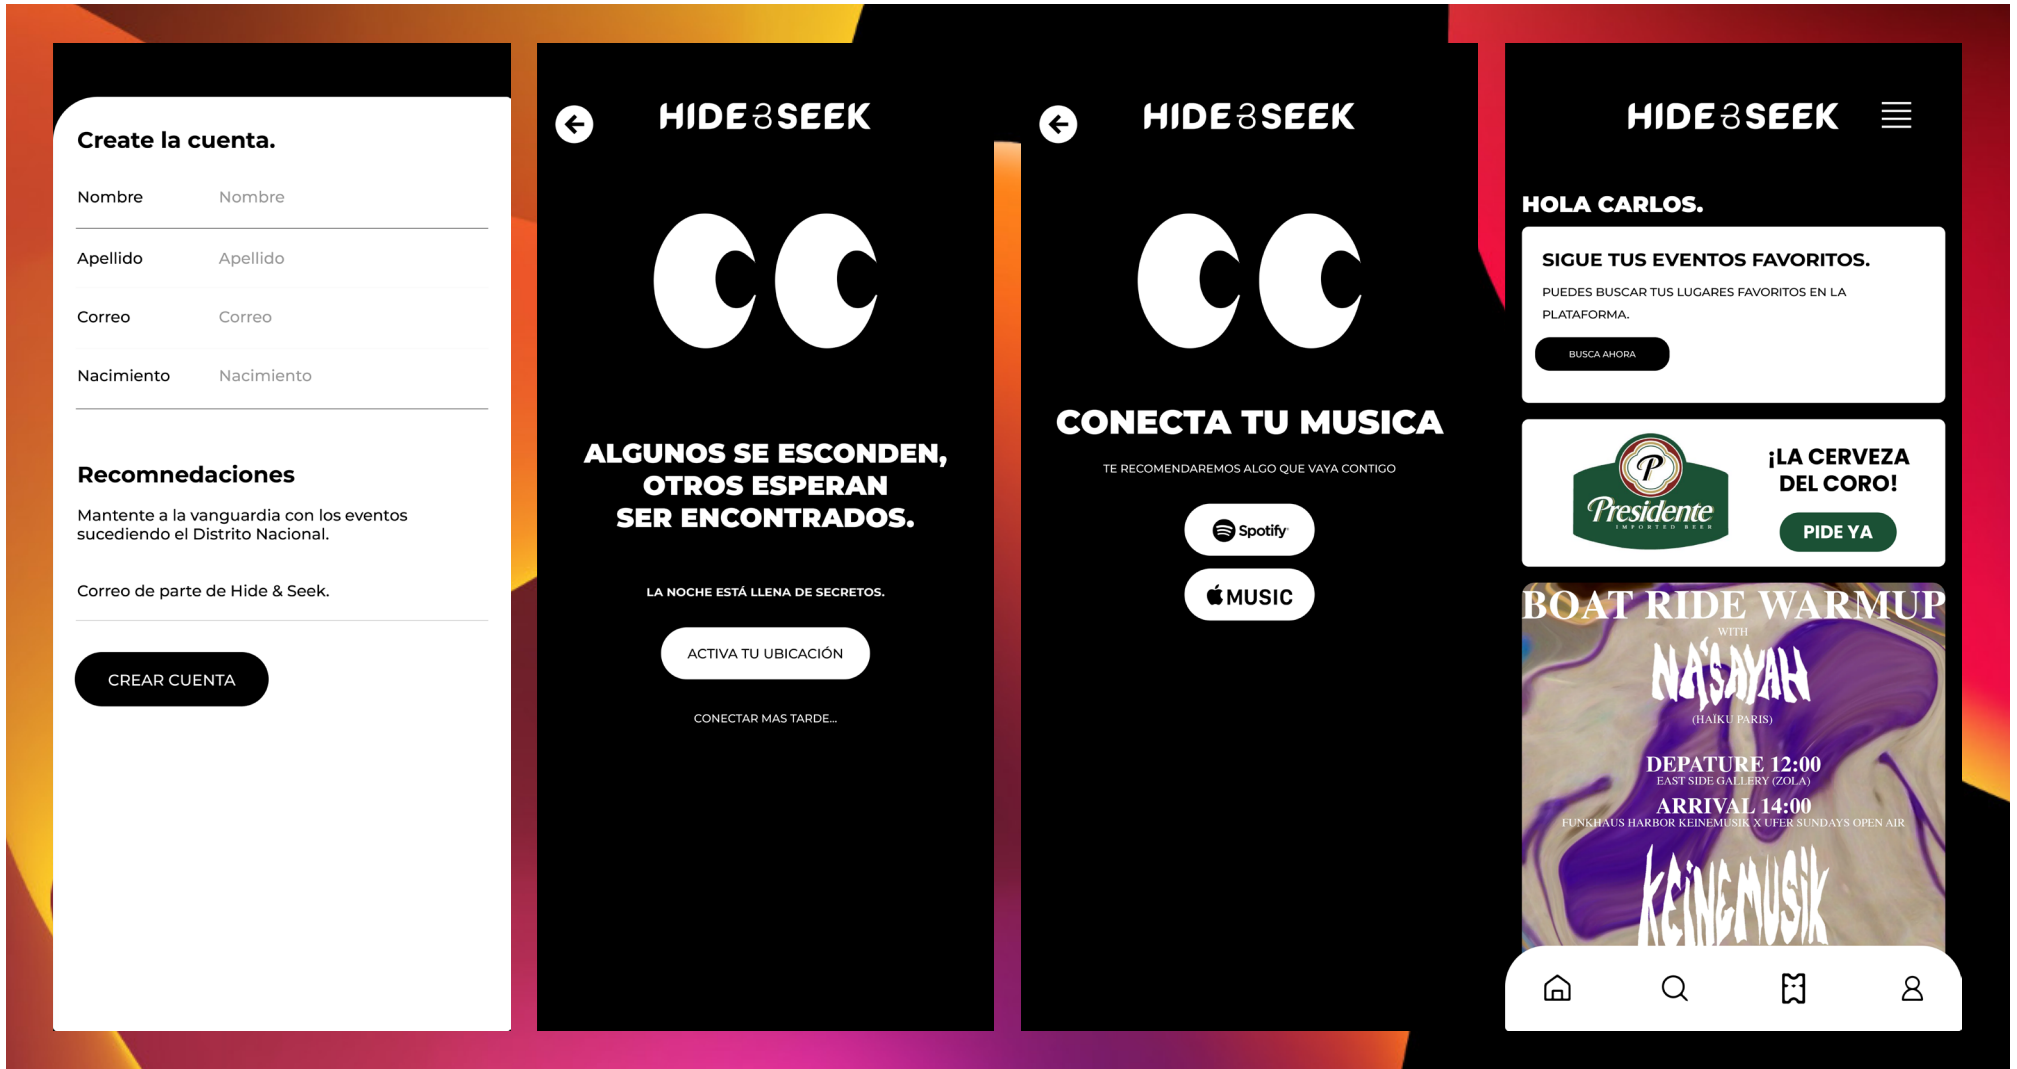 Create la cuenta.
Nombre Nombre
Apellido Apellido
Correo Correo
Nacimiento Nacimiento
Recomnedaciones
Mantente a la vanguardia con los eventos
sucediendo el Distrito Nacional.
Correo de parte de Hide & Seek.
CREAR CUENTA
HIDE&SEEK
ALGUNOS SE ESCONDEN,
OTROS ESPERAN
SER ENCONTRADOS.
LA NOCHE ESTÁ LLENA DE SECRETOS.
ACTIVA TU UBICACIÓN
CONECTAR MAS TARDE...
HIDE&SEEK
CONECTA TU MUSICA
TE RECOMENDAREMOS ALGO QUE VAYA CONTIGO
Spotify
MUSIC
HIDE&SEEK
HOLA CARLOS.
SIGUE TUS EVENTOS FAVORITOS.
PUEDES BUSCAR TUS LUGARES FAVORITOS EN LA
PLATAFORMA.
BUSCA AHORA
P
Presidente
IMPORTED BEER
¡LA CERVEZA
DEL CORO!
PIDE YA
BOAT RIDE WARMUP
WITH
NA'SAYAH
(HAIKU PARIS)
DEPATURE 12:00
EAST SIDE GALLERY (ZOLA)
ARRIVAL 14:00
FUNKHAUS HARBOR KEINEMUSIK X UFER SUNDAYS OPEN AIR
KEINEMUSIK